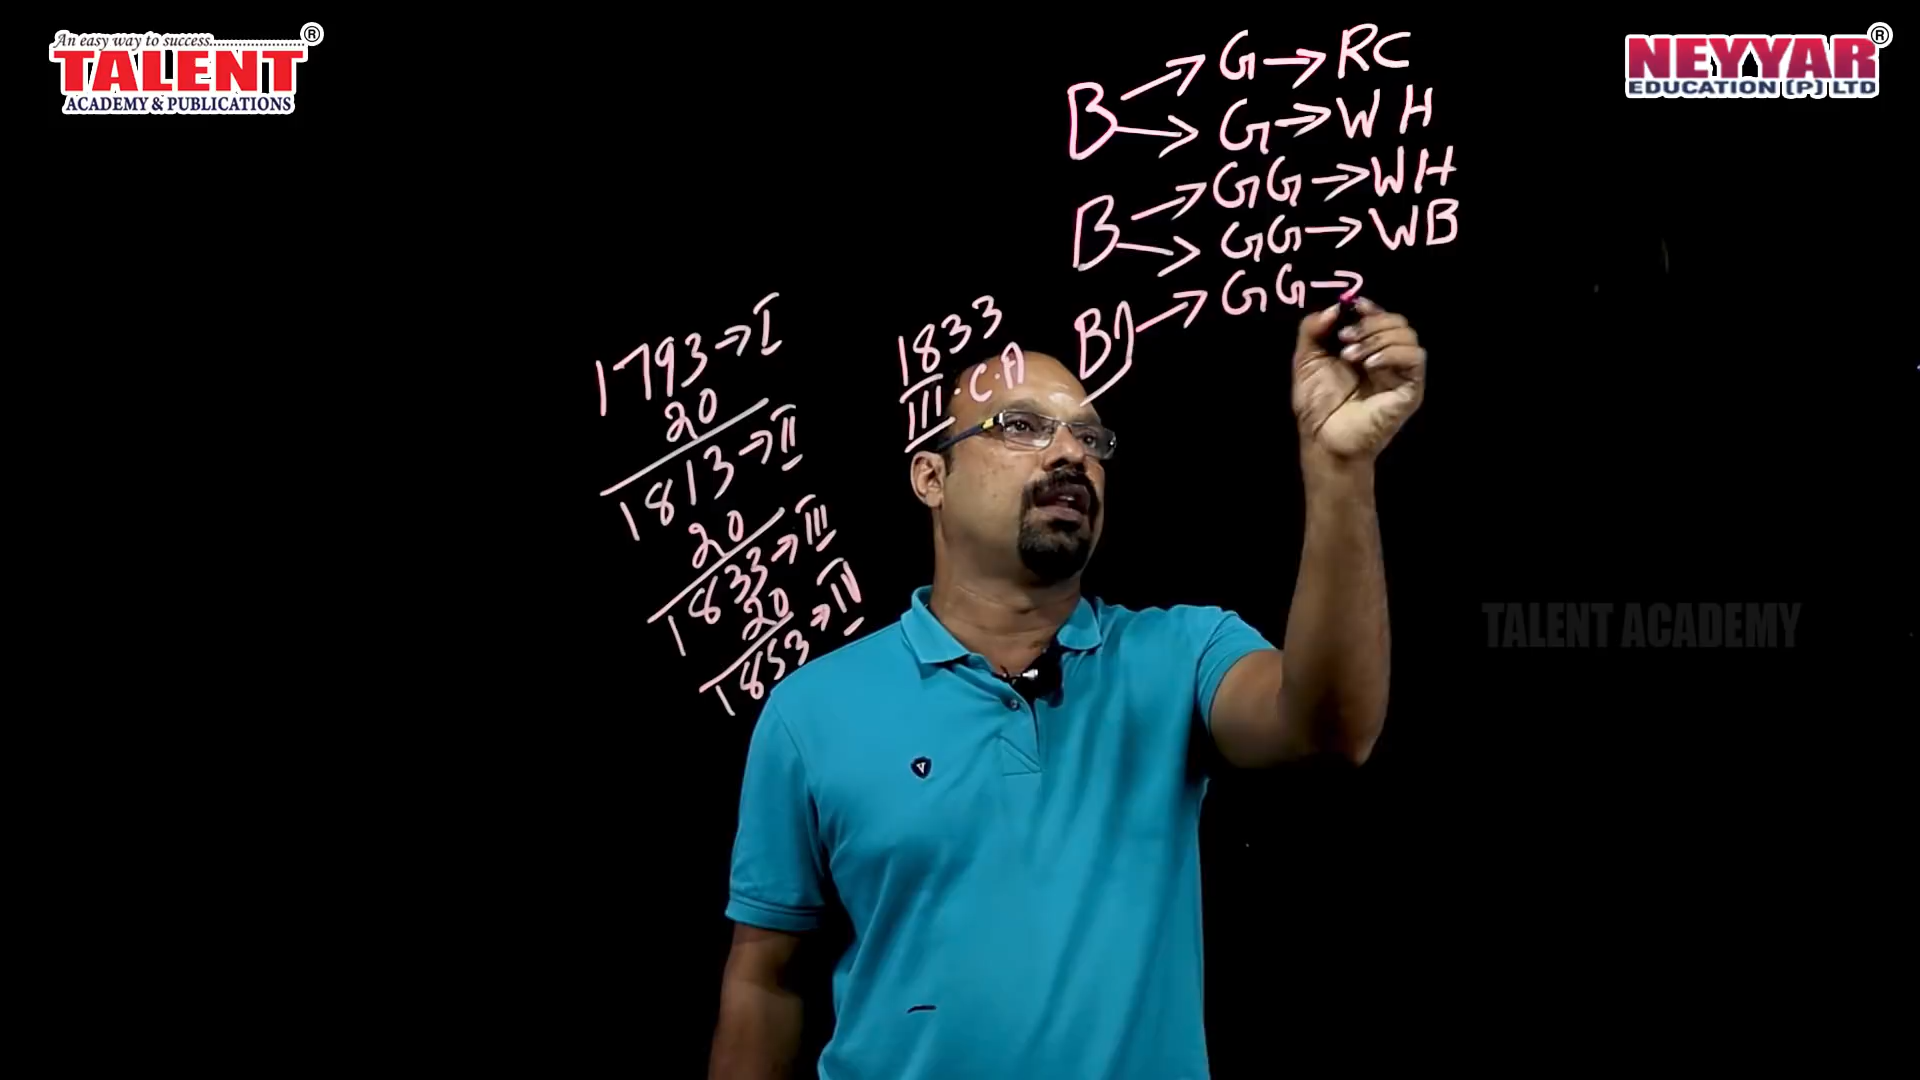 An easy way to success...................... ®
TALENT
ACADEMY & PUBLICATIONS
NEYYAR ®
EDUCATION (P) LTD
B → G → RC
→ G → WH
B → GG → WH
→ GG → WB
BI → GG →
1793 → I
20
1813 → II
20
1833 → III
20
1853 → IV
1833
III. C. A
V
TALENT ACADEMY